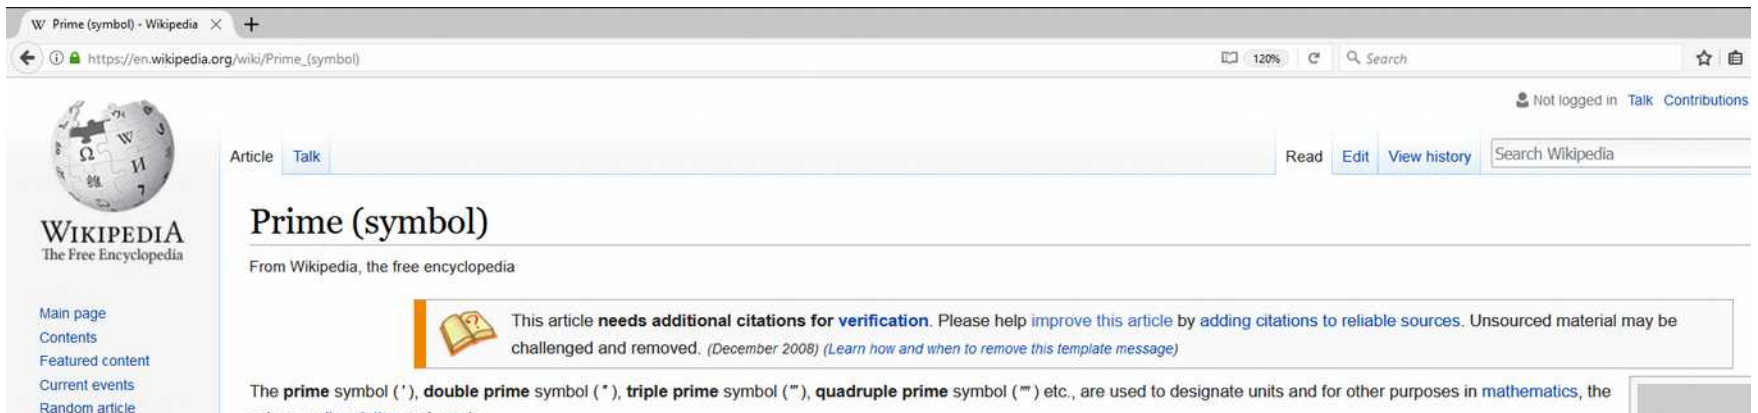 Prime (symbol) - Wikipedia
https://en.wikipedia.org/wiki/Prime_(symbol)
120%
Search
Not logged in Talk Contributions
Article Talk
Read Edit View history
Search Wikipedia
WIKIPEDIA
The Free Encyclopedia
Prime (symbol)
From Wikipedia, the free encyclopedia
Main page
Contents
Featured content
Current events
Random article
This article needs additional citations for verification. Please help improve this article by adding citations to reliable sources. Unsourced material may be
challenged and removed. (December 2008) (Learn how and when to remove this template message)
The prime symbol ( ′ ), double prime symbol ( ″ ), triple prime symbol ( ‴ ), quadruple prime symbol ( ⁗ ) etc., are used to designate units and for other purposes in mathematics, the